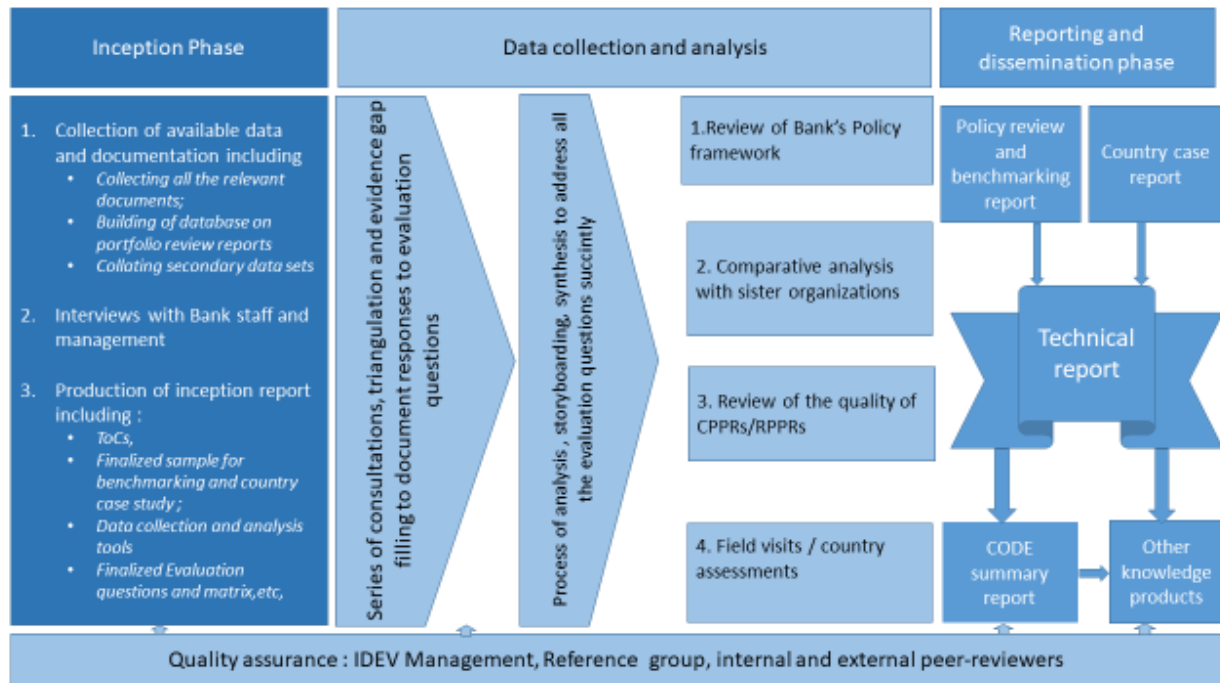 Inception Phase
Data collection and analysis
Reporting and
dissemination phase
1. Collection of available data
and documentation including
• Collecting all the relevant
documents;
• Building of database on
portfolio review reports
• Collating secondary data sets
2. Interviews with Bank staff and
management
3. Production of inception report
including :
• ToCs,
• Finalized sample for
benchmarking and country
case study ;
• Data collection and analysis
tools
• Finalized Evaluation
questions and matrix,etc,
Series of consultations, triangulation and evidence gap
filling to document responses to evaluation
questions
Process of analysis , storyboarding, synthesis to address all
the evaluation questions succintly
1.Review of Bank's Policy
framework
2. Comparative analysis
with sister organizations
3. Review of the quality of
CPPRs/RPPRs
4. Field visits / country
assessments
Policy review
and
benchmarking
report
Country case
report
Technical
report
CODE
summary
report
Other
knowledge
products
Quality assurance : IDEV Management, Reference group, internal and external peer-reviewers